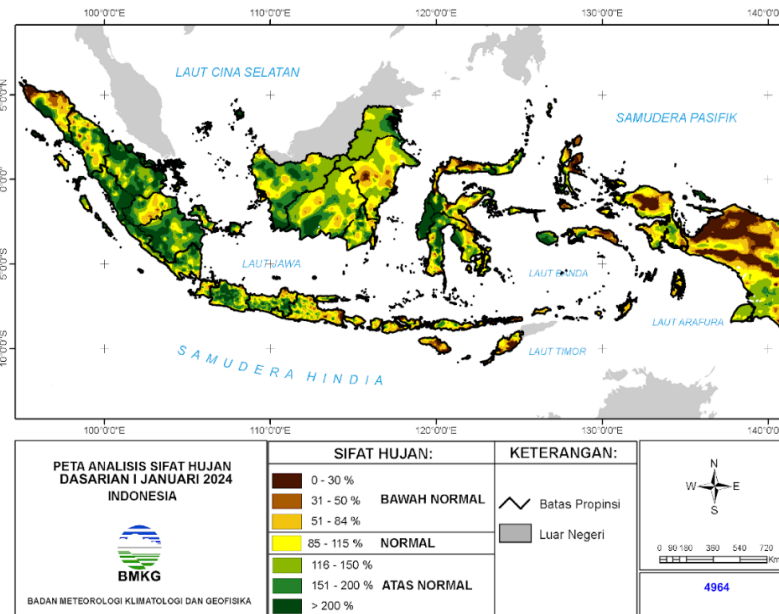 100°0'0"E 110°0'0"E 120°0'0"E 130°0'0"E 140°0'0
5°0'0"N
0°0'0"
5°0'0"S
10°0'0"S
LAUT CINA SELATAN
SAMUDERA PASIFIK
LAUT JAWA
LAUT BANDA
LAUT ARAFURA
LAUT TIMOR
SAMUDERA HINDIA
100°0'0"E 110°0'0"E 120°0'0"E 130°0'0"E 140°0'0
PETA ANALISIS SIFAT HUJAN
DASARIAN I JANUARI 2024
INDONESIA
BMKG
BADAN METEOROLOGI KLIMATOLOGI DAN GEOFISIKA
SIFAT HUJAN:
0 - 30 %
31 - 50 % BAWAH NORMAL
51 - 84 %
85 - 115 % NORMAL
116 - 150 %
151 - 200 % ATAS NORMAL
> 200 %
KETERANGAN:
Batas Propinsi
Luar Negeri
N
W E
S
0 90 180 360 540 720
Km
4964